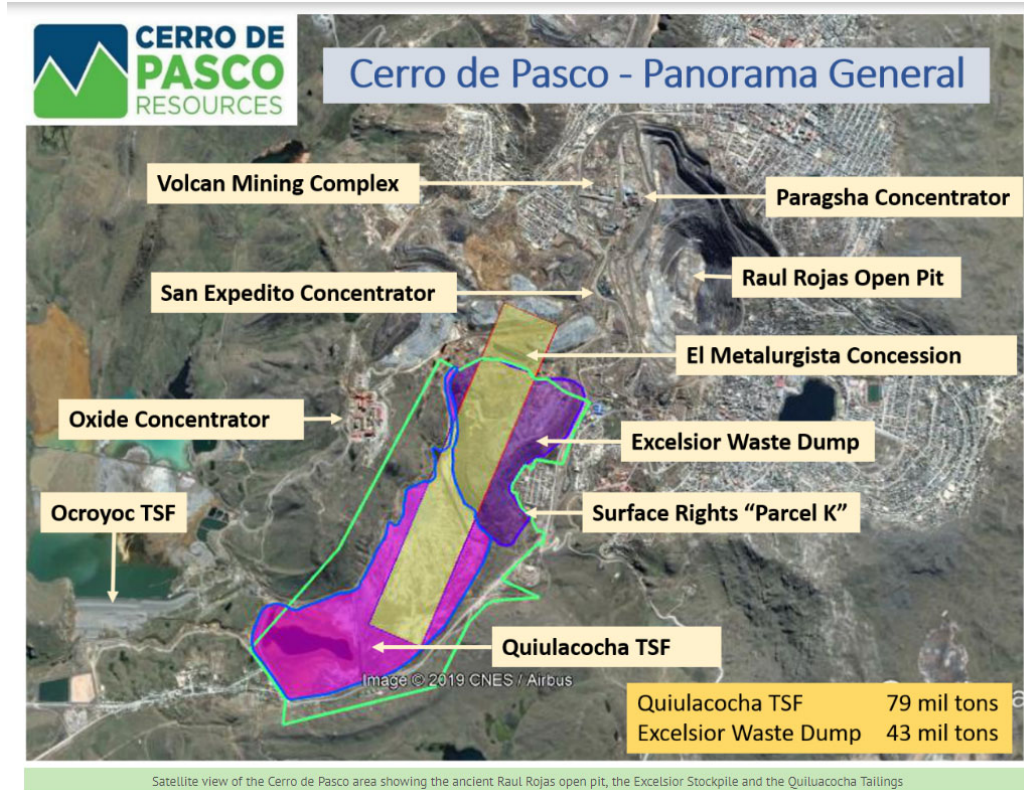 CERRO DE
PASCO
RESOURCES
Cerro de Pasco - Panorama General
Volcan Mining Complex
Paragsha Concentrator
Raul Rojas Open Pit
San Expedito Concentrator
El Metalurgista Concession
Oxide Concentrator
Excelsior Waste Dump
Ocroyoc TSF
Surface Rights “Parcel K”
Quiulacocha TSF
Image © 2019 CNES / Airbus
Quiulacocha TSF 79 mil tons
Excelsior Waste Dump 43 mil tons
Satellite view of the Cerro de Pasco area showing the ancient Raul Rojas open pit, the Excelsior Stockpile and the Quiluacocha Tailings